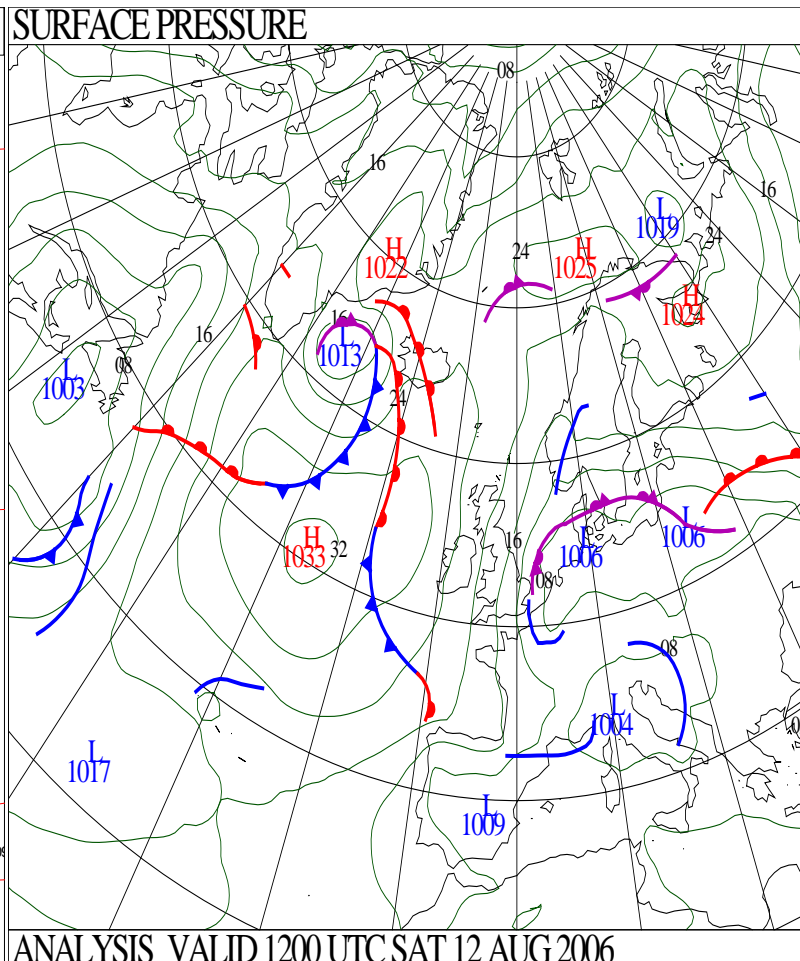 SURFACE PRESSURE
08
16
16
L
1019
24
H
1022
24
H
1025
H
1024
16
16
L
1013
08
L
1003
24
H
1033
32
16
L
1006
L
1006
08
08
L
1004
L
1017
L
1009
ANALYSIS VALID 1200 UTC SAT 12 AUG 2006